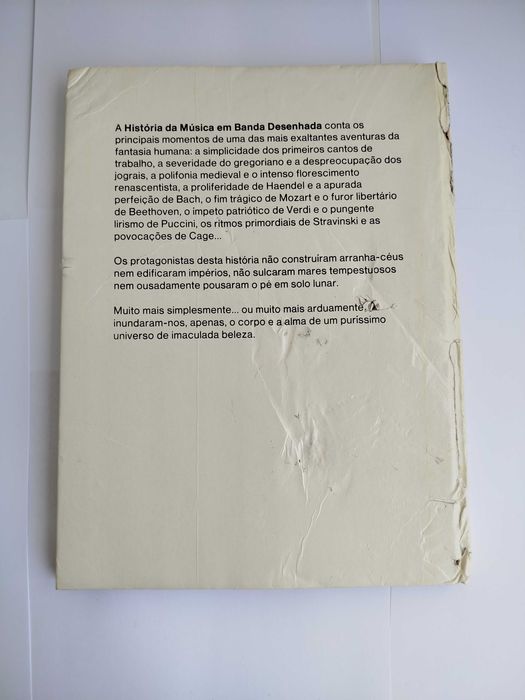 A História da Música em Banda Desenhada conta os
principais momentos de uma das mais exaltantes aventuras da
fantasia humana: a simplicidade dos primeiros cantos de
trabalho, a severidade do gregoriano e a despreocupação dos
jograis, a polifonia medieval e o intenso florescimento
renascentista, a proliferidade de Haendel e a apurada
perfeição de Bach, o fim trágico de Mozart e o furor libertário
de Beethoven, o ímpeto patriótico de Verdi e o pungente
lirismo de Puccini, os ritmos primordiais de Stravinski e as
povocações de Cage...
Os protagonistas desta história não construíram arranha-céus
nem edificaram impérios, não sulcaram mares tempestuosos
nem ousadamente pousaram o pé em solo lunar.
Muito mais simplesmente... ou muito mais arduamente,
inundaram-nos, apenas, o corpo e a alma de um puríssimo
universo de imaculada beleza.